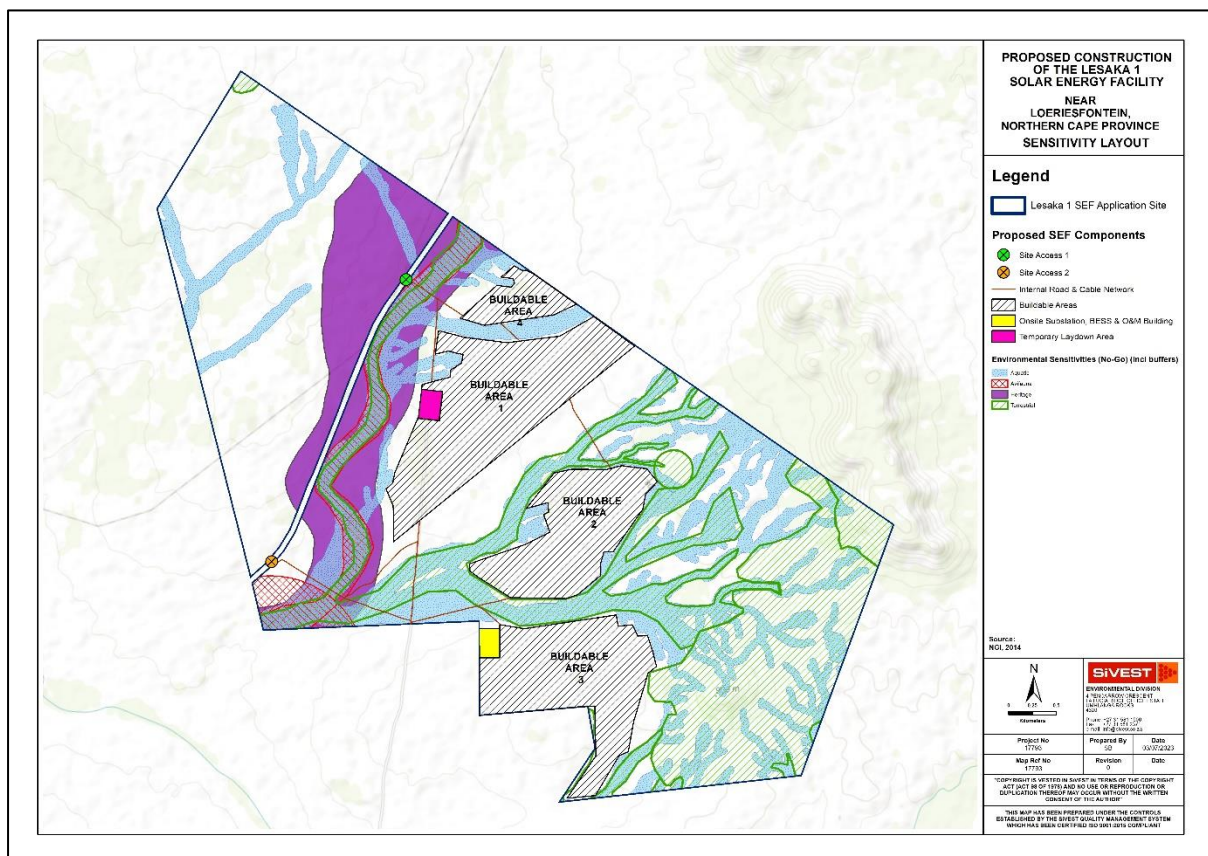 PROPOSED CONSTRUCTION
OF THE LESAKA 1
SOLAR ENERGY FACILITY
NEAR
LOERIESFONTEIN,
NORTHERN CAPE PROVINCE
SENSITIVITY LAYOUT
Legend
Lesaka 1 SEF Application Site
Proposed SEF Components
Site Access 1
Site Access 2
Internal Road & Cable Network
Buildable Areas
Onsite Substation, BESS & O&M Building
Temporary Laydown Area
Environmental Sensitivities (No-Go) (incl buffers)
Aquatic
Avifauna
Heritage
Terrestrial
BUILDABLE
AREA
4
BUILDABLE
AREA
1
BUILDABLE
AREA
2
BUILDABLE
AREA
3
Source:
NGI, 2014
N
0 0.25 0.5
Kilometers
SiVEST
ENVIRONMENTAL DIVISION
Project No
17793
Prepared By
Date
03/07/2023
Map Ref No
Revision
0
Date
"COPYRIGHT IS VESTED IN SIVEST IN TERMS OF THE COPYRIGHT
ACT (ACT 98 OF 1978) AND NO USE OR REPRODUCTION OR
DUPLICATION THEREOF MAY OCCUR WITHOUT THE WRITTEN
CONSENT OF THE AUTHOR"
THIS MAP HAS BEEN PREPARED UNDER THE CONTROLS
ESTABLISHED BY THE SIVEST QUALITY MANAGEMENT SYSTEM
WHICH HAS BEEN CERTIFIED ISO 9001:2015 COMPLIANT